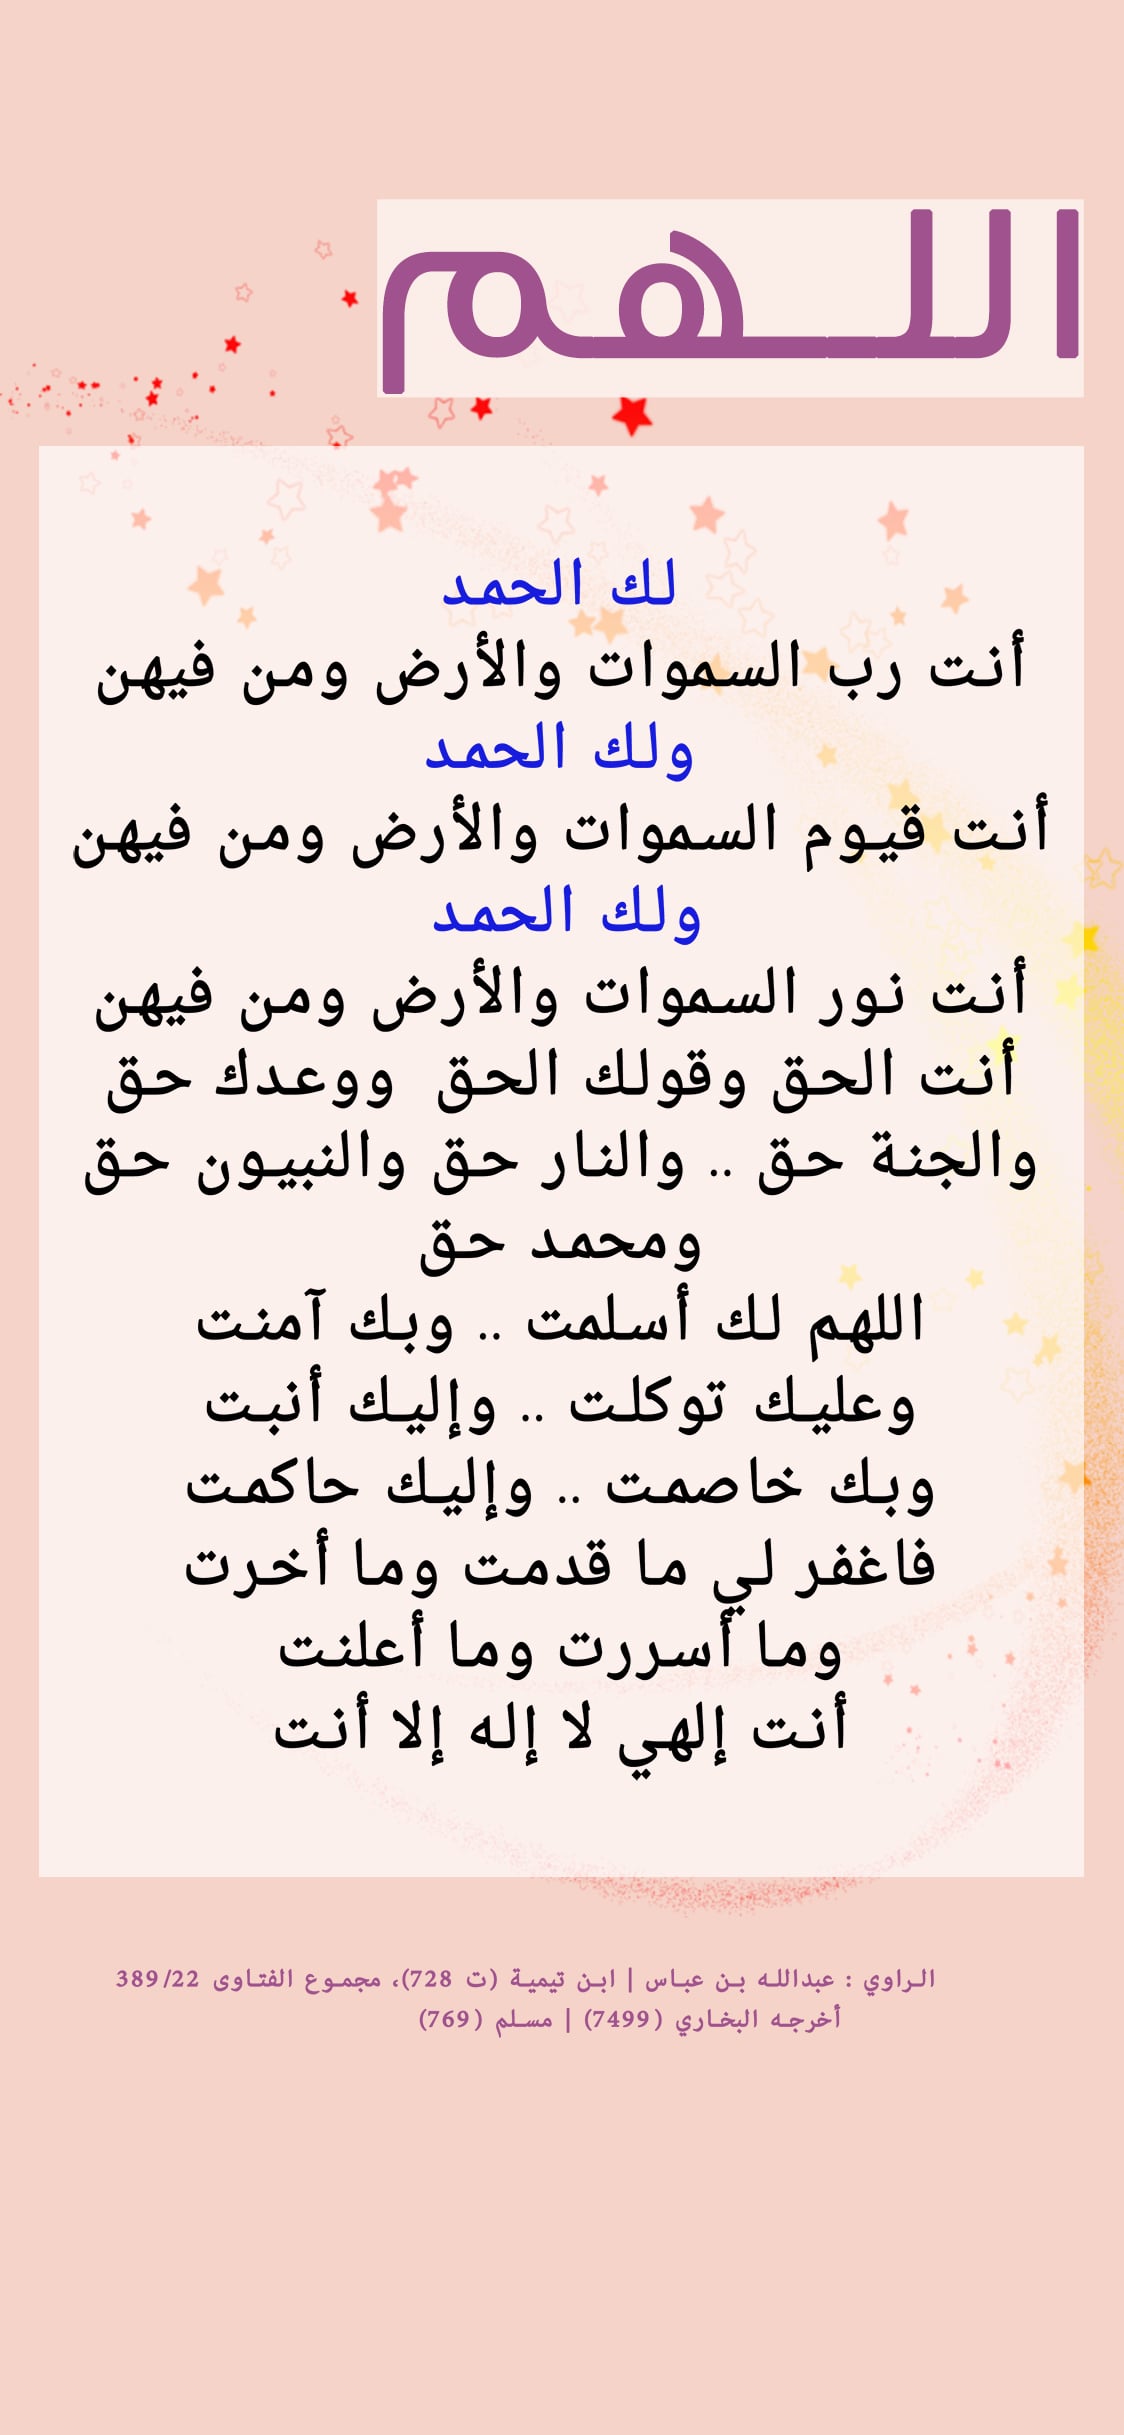 اللـــهم
لك الحمد
أنت رب السموات والأرض ومن فيهن
ولك الحمد
أنت قيوم السموات والأرض ومن فيهن
ولك الحمد
أنت نور السموات والأرض ومن فيهن
أنت الحق وقولك الحق ووعدك حق
والجنة حق .. والنار حق والنبيون حق
ومحمد حق
اللهم لك أسلمت .. وبك آمنت
وعليك توكلت .. وإليك أنبت
وبك خاصمت .. وإليك حاكمت
فاغفر لي ما قدمت وما أخرت
وما أسررت وما أعلنت
أنت إلهي لا إله إلا أنت
الراوي : عبدالله بن عباس | ابن تيمية (ت 728)، مجموع الفتاوى 389/22
أخرجه البخاري (7499) | مسلم (769)